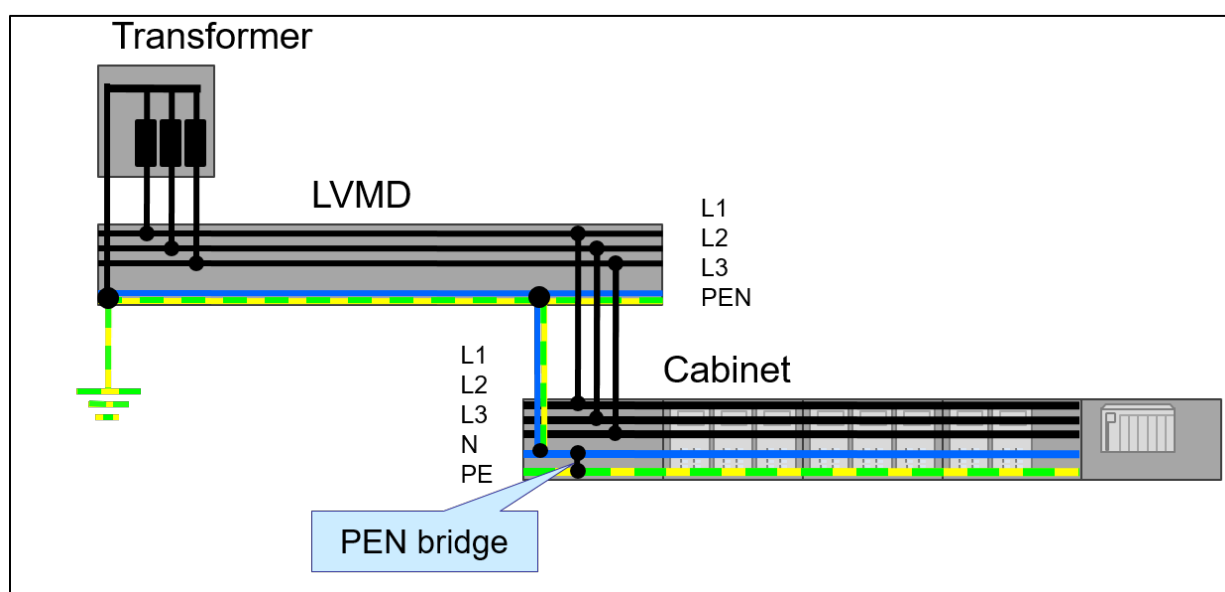 Transformer
LVMD
L1
L2
L3
PEN
L1
L2
L3
N
PE
Cabinet
PEN bridge